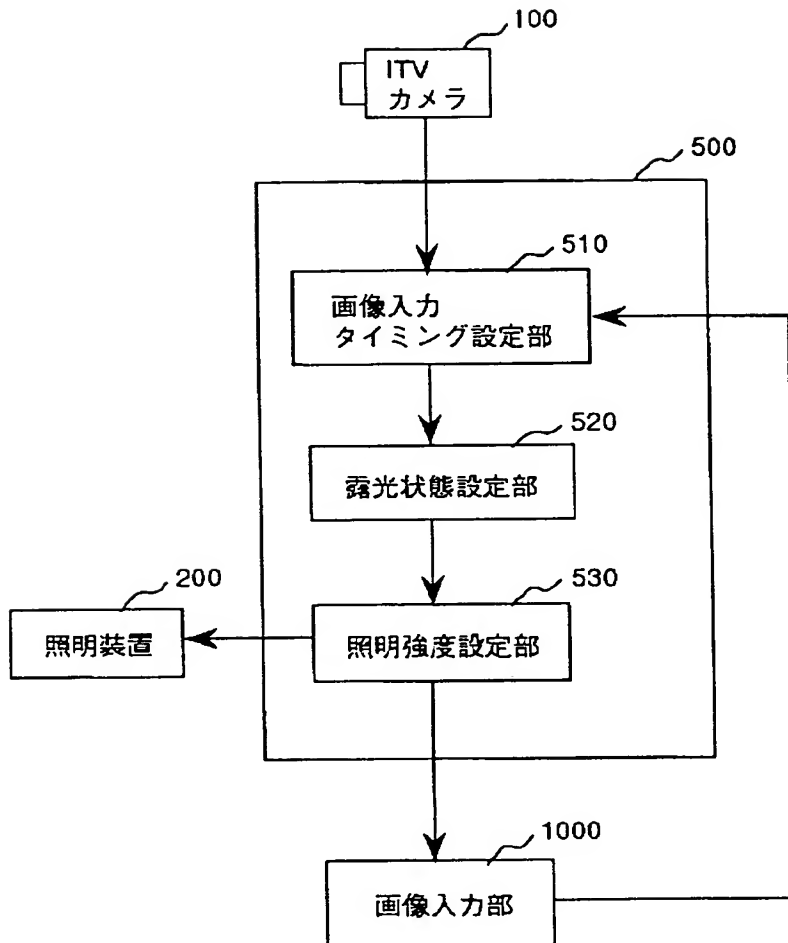 100
ITV
カメラ
500
510
画像入力
タイミング設定部
520
露光状態設定部
200
530
照明装置
照明強度設定部
1000
画像入力部